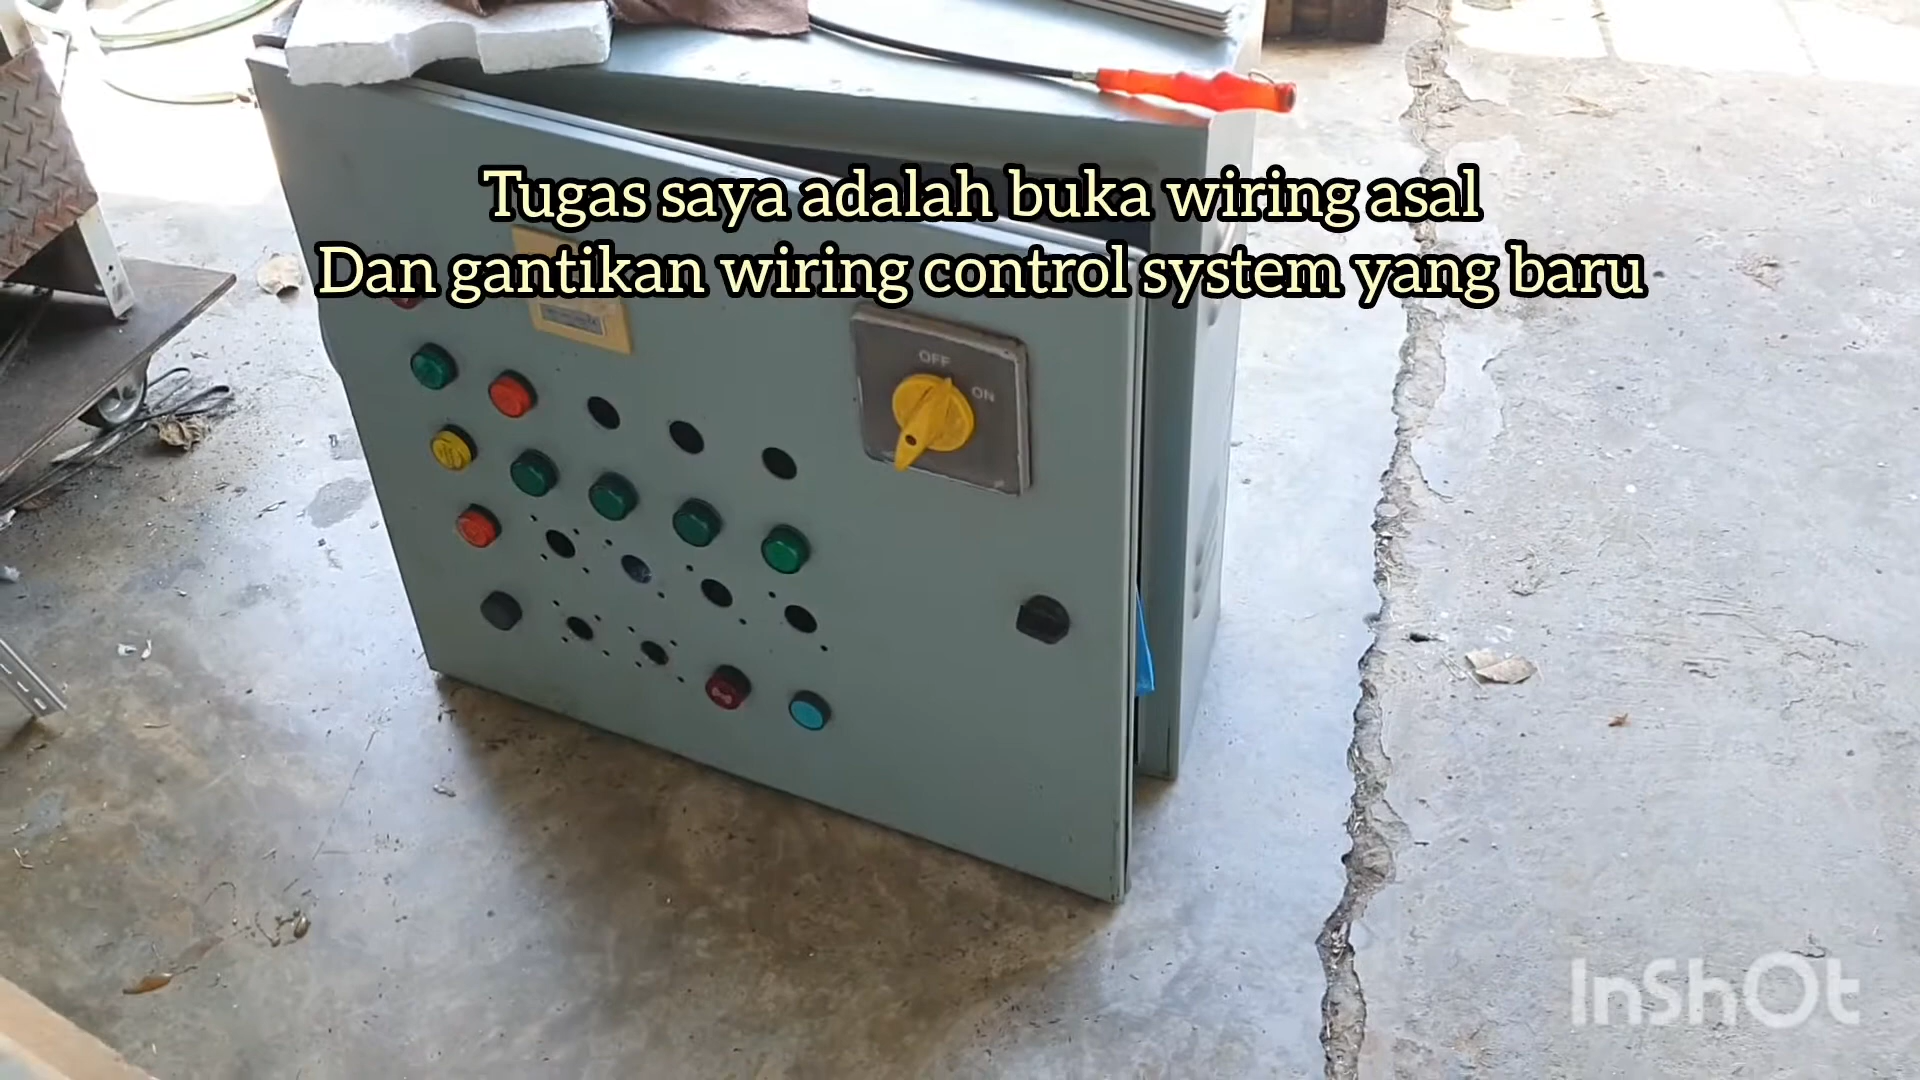 Tugas saya adalah buka wiring asal
Dan gantikan wiring control system yang baru
OFF
ON
InShOt